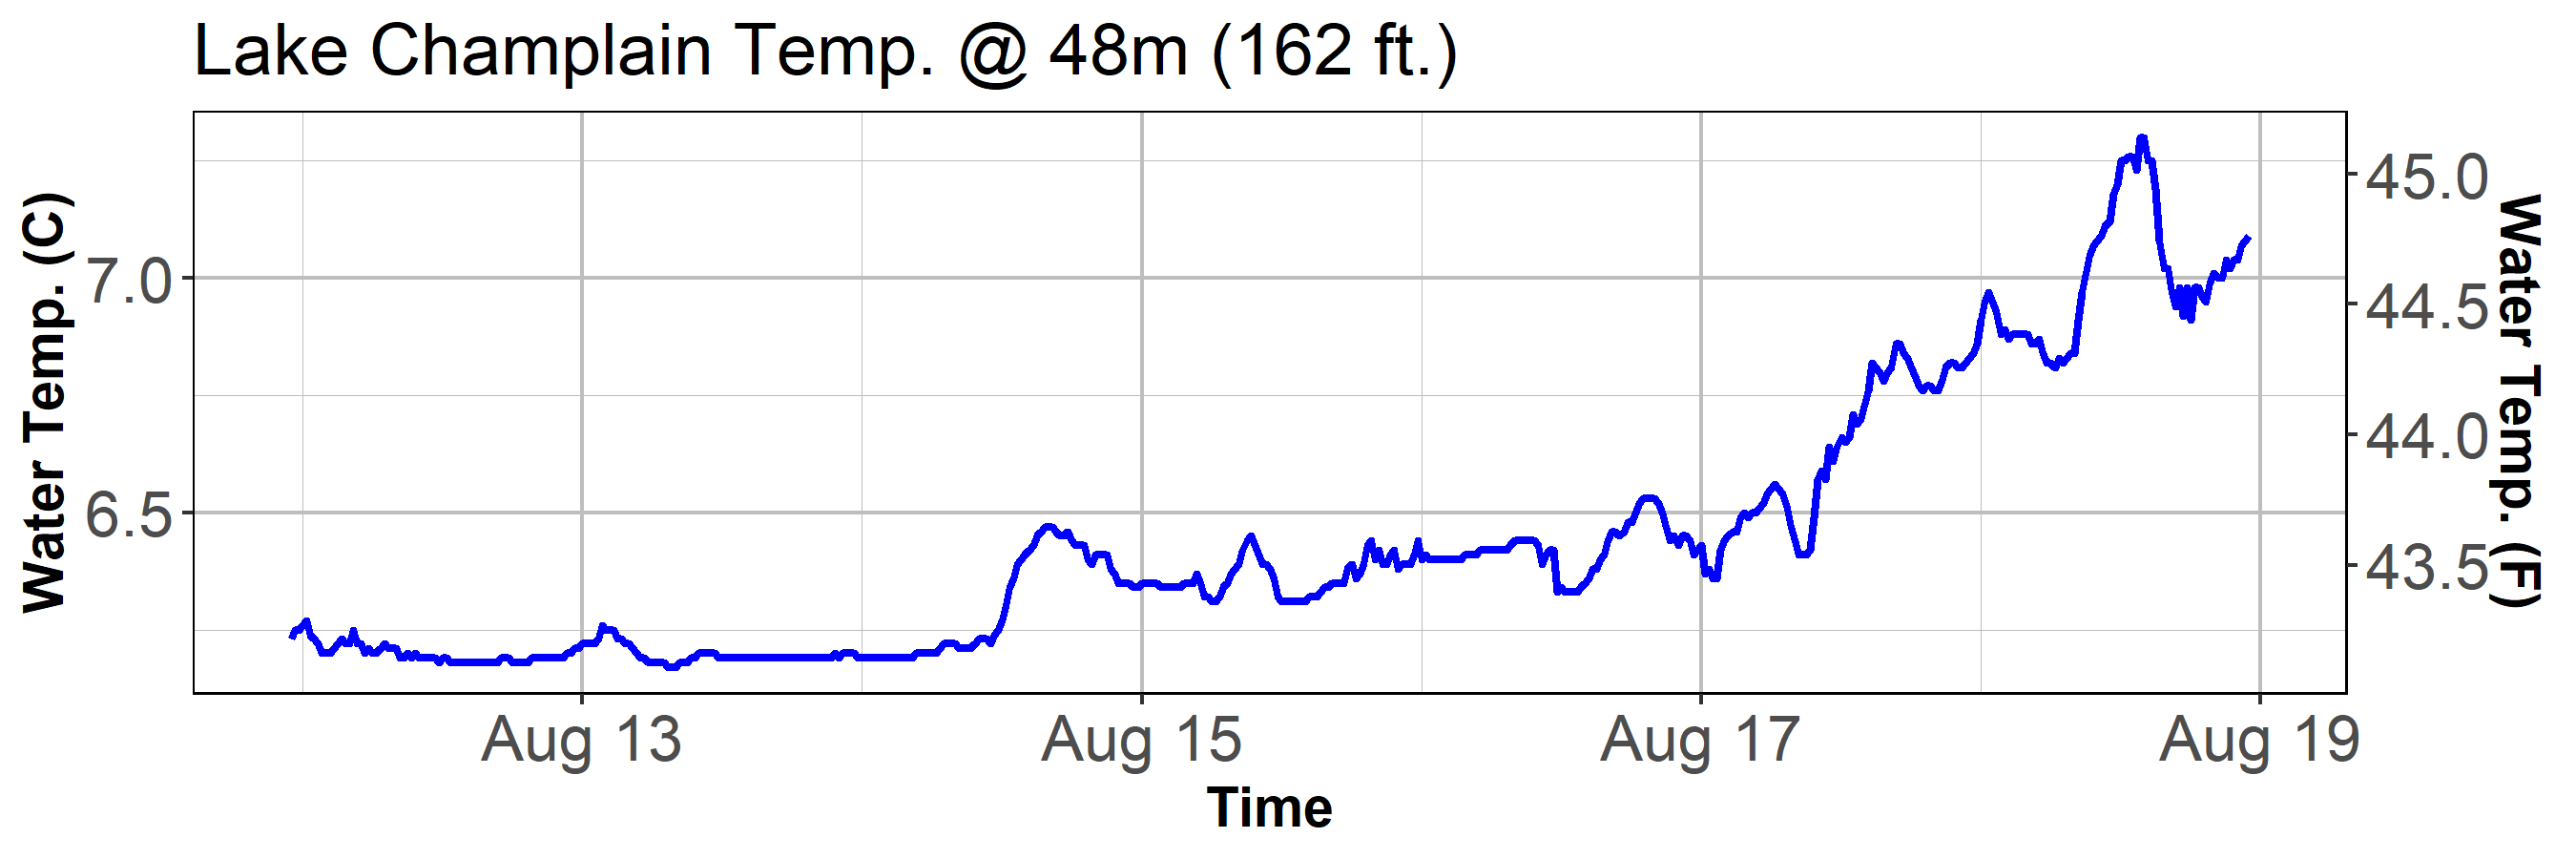 Lake Champlain Temp. @ 48m (162 ft.)
Water Temp. (C)
7.0
6.5
45.0
44.5
44.0
43.5
Water Temp. (F)
Aug 13
Aug 15
Aug 17
Aug 19
Time